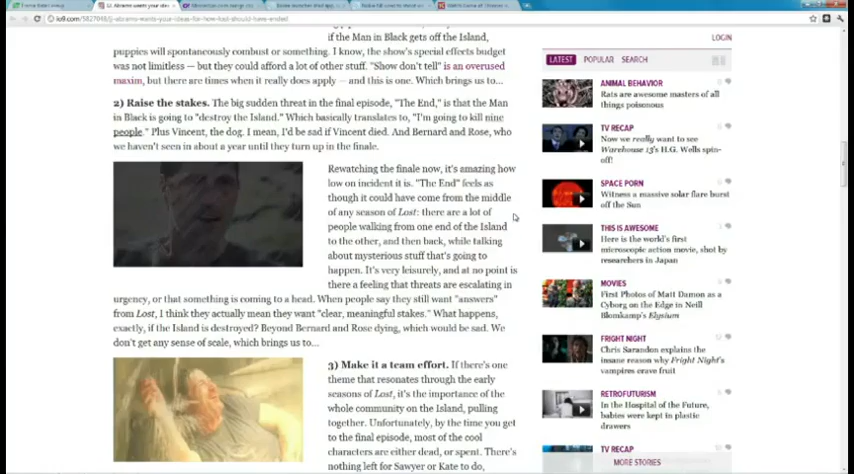 io9.com/5827048/jj-abrams-wants-your-ideas-for-how-lost-should-have-ended/
LOGIN
if the Man in Black gets off the Island,
puppies will spontaneously combust or something. I know, the show's special effects budget
was not limitless — but they could afford a lot of other stuff. "Show don't tell" is an overused
maxim, but there are times when it really does apply — and this is one. Which brings us to...
2) Raise the stakes. The big sudden threat in the final episode, "The End," is that the Man
in Black is going to "destroy the Island." Which basically translates to, "I'm going to kill nine
people." Plus Vincent, the dog. I mean, I'd be sad if Vincent died. And Bernard and Rose, who
we haven't seen in about a year until they turn up in the finale.
Rewatching the finale now, it's amazing how
low on incident it is. "The End" feels as
though it could have come from the middle
of any season of Lost: there are a lot of
people walking from one end of the Island
to the other, and then back, while talking
about mysterious stuff that's going to
happen. It's very leisurely, and at no point is
there a feeling that threats are escalating in
urgency, or that something is coming to a head. When people say they still want "answers"
from Lost, I think they actually mean they want "clear, meaningful stakes." What happens,
exactly, if the Island is destroyed? Beyond Bernard and Rose dying, which would be sad. We
don't get any sense of scale, which brings us to...
3) Make it a team effort. If there's one
theme that resonates through the early
seasons of Lost, it's the importance of the
whole community on the Island, pulling
together. Unfortunately, by the time you get
to the final episode, most of the cool
characters are either dead, or spent. There's
nothing left for Sawyer or Kate to do,
LATEST POPULAR SEARCH
ANIMAL BEHAVIOR
Rats are awesome masters of all
things poisonous
TV RECAP
Now we really want to see
Warehouse 13's H.G. Wells spin-
off!
SPACE PORN
Witness a massive solar flare burst
off the Sun
THIS IS AWESOME
Here is the world's first
microscopic action movie, shot by
researchers in Japan
MOVIES
First Photos of Matt Damon as a
Cyborg on the Edge in Neill
Blomkamp's Elysium
FRIGHT NIGHT
Chris Sarandon explains the
insane reason why Fright Night's
vampires crave fruit
RETROFUTURISM
In the Hospital of the Future,
babies were kept in plastic
drawers
TV RECAP
MORE STORIES